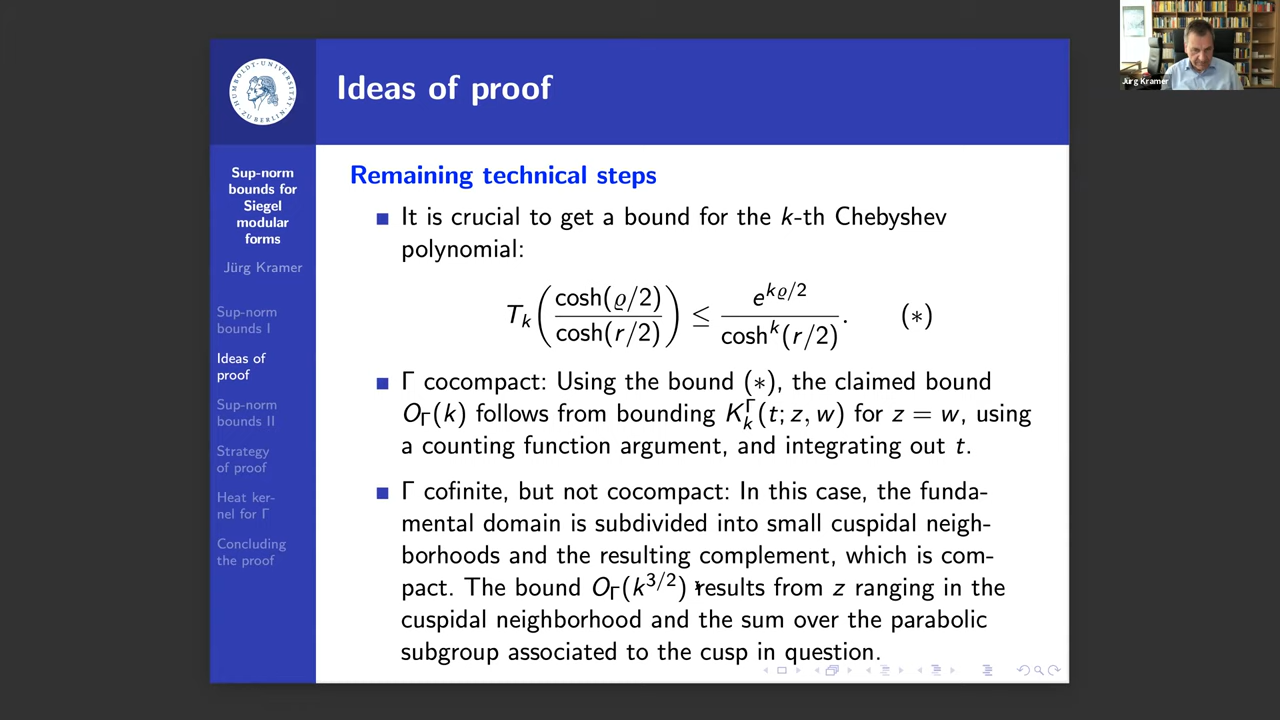 Ideas of proof
HUMBOLDT-UNIVERSITÄT ZU BERLIN
Jürg Kramer
Sup-norm
bounds for
Siegel
modular
forms
Jürg Kramer
Sup-norm
bounds I
Ideas of
proof
Sup-norm
bounds II
Strategy
of proof
Heat ker-
nel for Γ
Concluding
the proof
Remaining technical steps
It is crucial to get a bound for the k-th Chebyshev
polynomial:
T_k(cosh(ϱ/2)/cosh(r/2)) ≤ e^{kϱ/2}/cosh^k(r/2). (∗)
Γ cocompact: Using the bound (∗), the claimed bound
O_Γ(k) follows from bounding K_k^Γ(t; z, w) for z = w, using
a counting function argument, and integrating out t.
Γ cofinite, but not cocompact: In this case, the funda-
mental domain is subdivided into small cuspidal neigh-
borhoods and the resulting complement, which is com-
pact. The bound O_Γ(k^{3/2}) results from z ranging in the
cuspidal neighborhood and the sum over the parabolic
subgroup associated to the cusp in question.